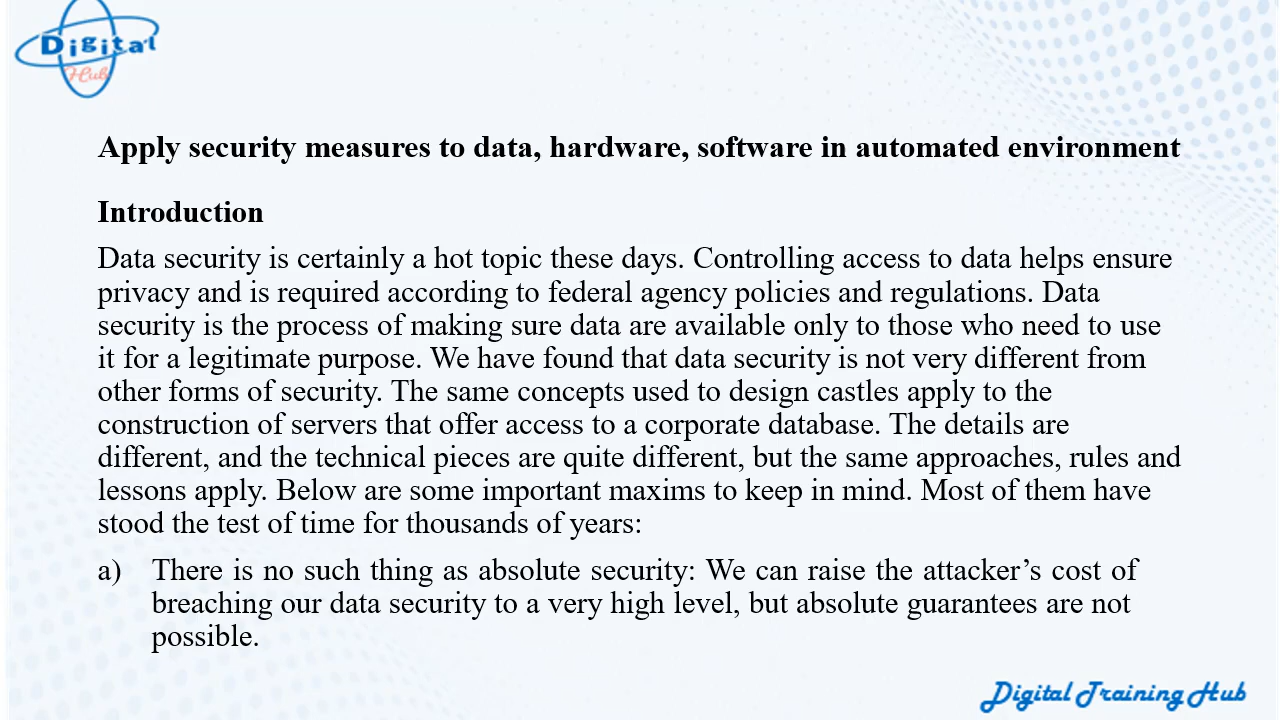 Digital
Hub
Apply security measures to data, hardware, software in automated environment
Introduction
Data security is certainly a hot topic these days. Controlling access to data helps ensure
privacy and is required according to federal agency policies and regulations. Data
security is the process of making sure data are available only to those who need to use
it for a legitimate purpose. We have found that data security is not very different from
other forms of security. The same concepts used to design castles apply to the
construction of servers that offer access to a corporate database. The details are
different, and the technical pieces are quite different, but the same approaches, rules and
lessons apply. Below are some important maxims to keep in mind. Most of them have
stood the test of time for thousands of years:
a) There is no such thing as absolute security: We can raise the attacker’s cost of
breaching our data security to a very high level, but absolute guarantees are not
possible.
Digital Training Hub